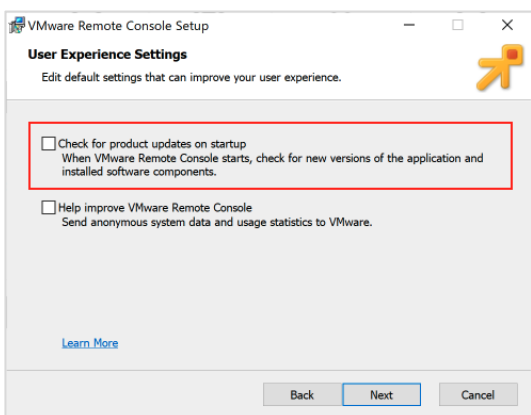 VMware Remote Console Setup
User Experience Settings
Edit default settings that can improve your user experience.
Check for product updates on startup
When VMware Remote Console starts, check for new versions of the application and
installed software components.
Help improve VMware Remote Console
Send anonymous system data and usage statistics to VMware.
Learn More
Back Next Cancel